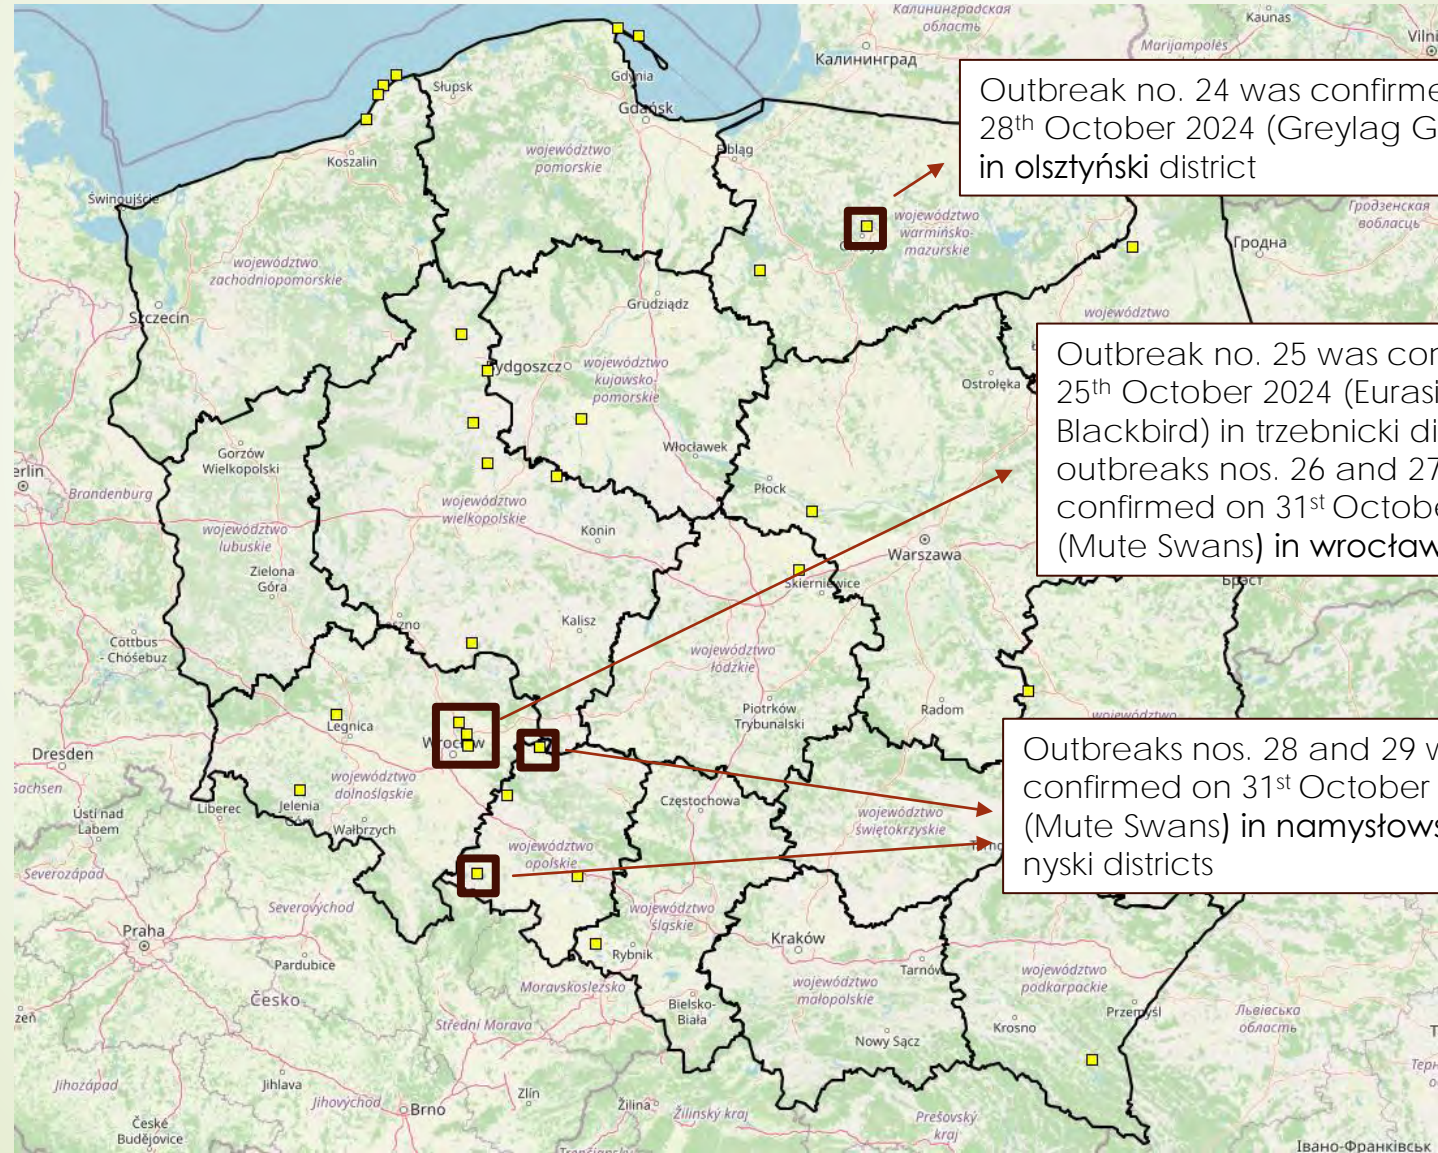 Калининградская
область
Kaunas
Marijampolės
Калининград
Słupsk
Gdynia
Gdańsk
Koszalin
Świnoujście
województwo
pomorskie
Elbląg
Outbreak no. 24 was confirme
28th October 2024 (Greylag G
in olsztyński district
województwo
warmińsko-
mazurskie
Гродзенская
вобласць
Гродна
województwo
zachodniopomorskie
Szczecin
Grudziądz
województwo
Bydgoszcz
województwo
kujawsko-
pomorskie
Ostrołęka
Outbreak no. 25 was con
25th October 2024 (Eurasi
Blackbird) in trzebnicki di
outbreaks nos. 26 and 27
confirmed on 31st Octobe
(Mute Swans) in wrocław
Włocławek
Gorzów
Wielkopolski
erlin
Brandenburg
województwo
wielkopolskie
Płock
Konin
województwo
lubuskie
Warszawa
Skierniewice
Брэст
Zielona
Góra
Kalisz
Cottbus
- Chóśebuz
województwo
łódzkie
Piotrków
Trybunalski
Radom
województwo
Legnica
Wrocław
Dresden
Sachsen
Outbreaks nos. 28 and 29 w
confirmed on 31st October
(Mute Swans) in namysłows
nyski districts
województwo
dolnośląskie
Liberec
Jelenia
Góra
Ústí nad
Labem
Wałbrzych
Częstochowa
województwo
świętokrzyskie
województwo
opolskie
Severozápad
Severovýchod
województwo
śląskie
Praha
Rybnik
Kraków
Tarnów
Pardubice
Moravskoslezsko
Česko
Bielsko-
Biała
województwo
małopolskie
województwo
podkarpackie
Przemyśl
Львівська
область
Krosno
Střední Morava
Nowy Sącz
Jihozápad
Jihlava
Jihovýchod
Brno
Zlín
Žilina
Žilinský kraj
Prešovský
kraj
České
Budějovice
Івано-Франківськ